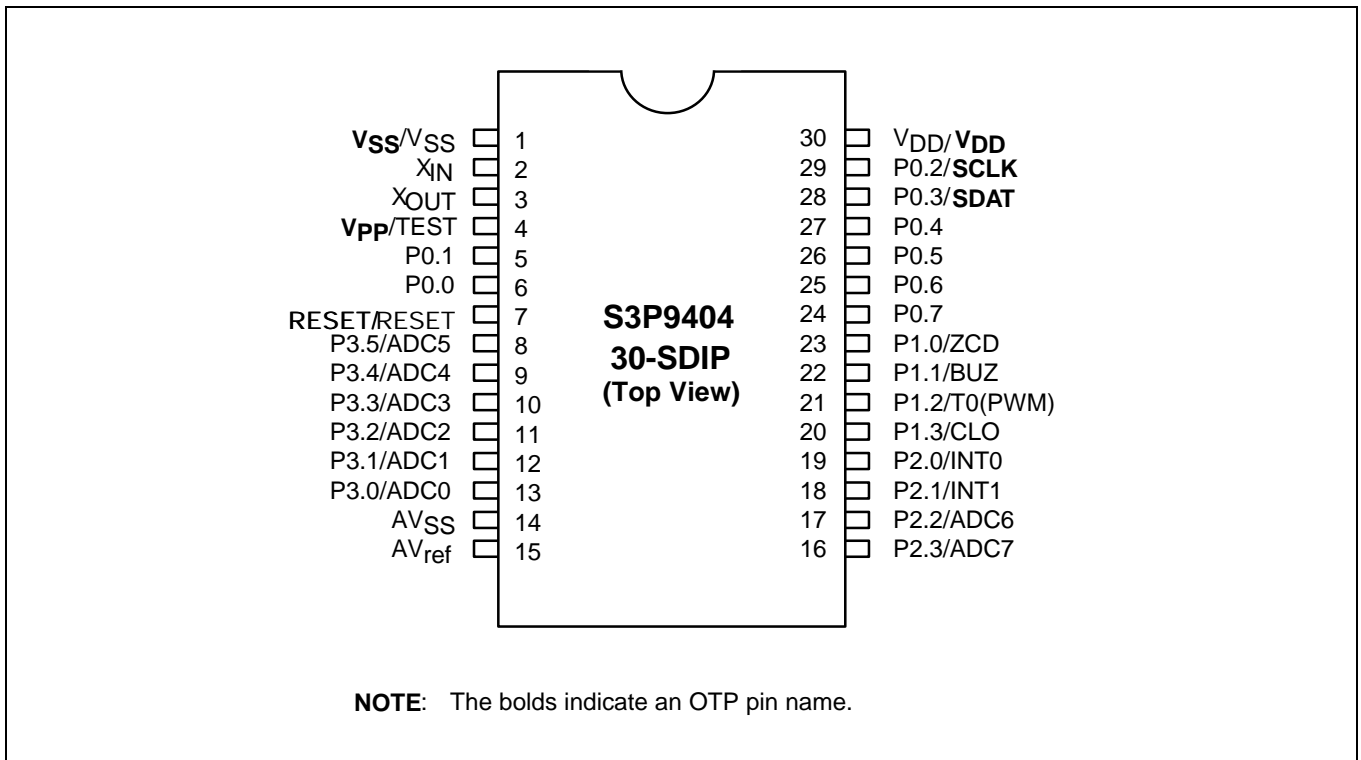 VSS/VSS 1 30 VDD/VDD
XIN 2 29 P0.2/SCLK
XOUT 3 28 P0.3/SDAT
VPP/TEST 4 27 P0.4
P0.1 5 26 P0.5
P0.0 6 25 P0.6
RESET/RESET 7 24 P0.7
P3.5/ADC5 8 23 P1.0/ZCD
P3.4/ADC4 9 22 P1.1/BUZ
P3.3/ADC3 10 21 P1.2/T0(PWM)
P3.2/ADC2 11 20 P1.3/CLO
P3.1/ADC1 12 19 P2.0/INT0
P3.0/ADC0 13 18 P2.1/INT1
AVSS 14 17 P2.2/ADC6
AVref 15 16 P2.3/ADC7
S3P9404
30-SDIP
(Top View)
NOTE: The bolds indicate an OTP pin name.